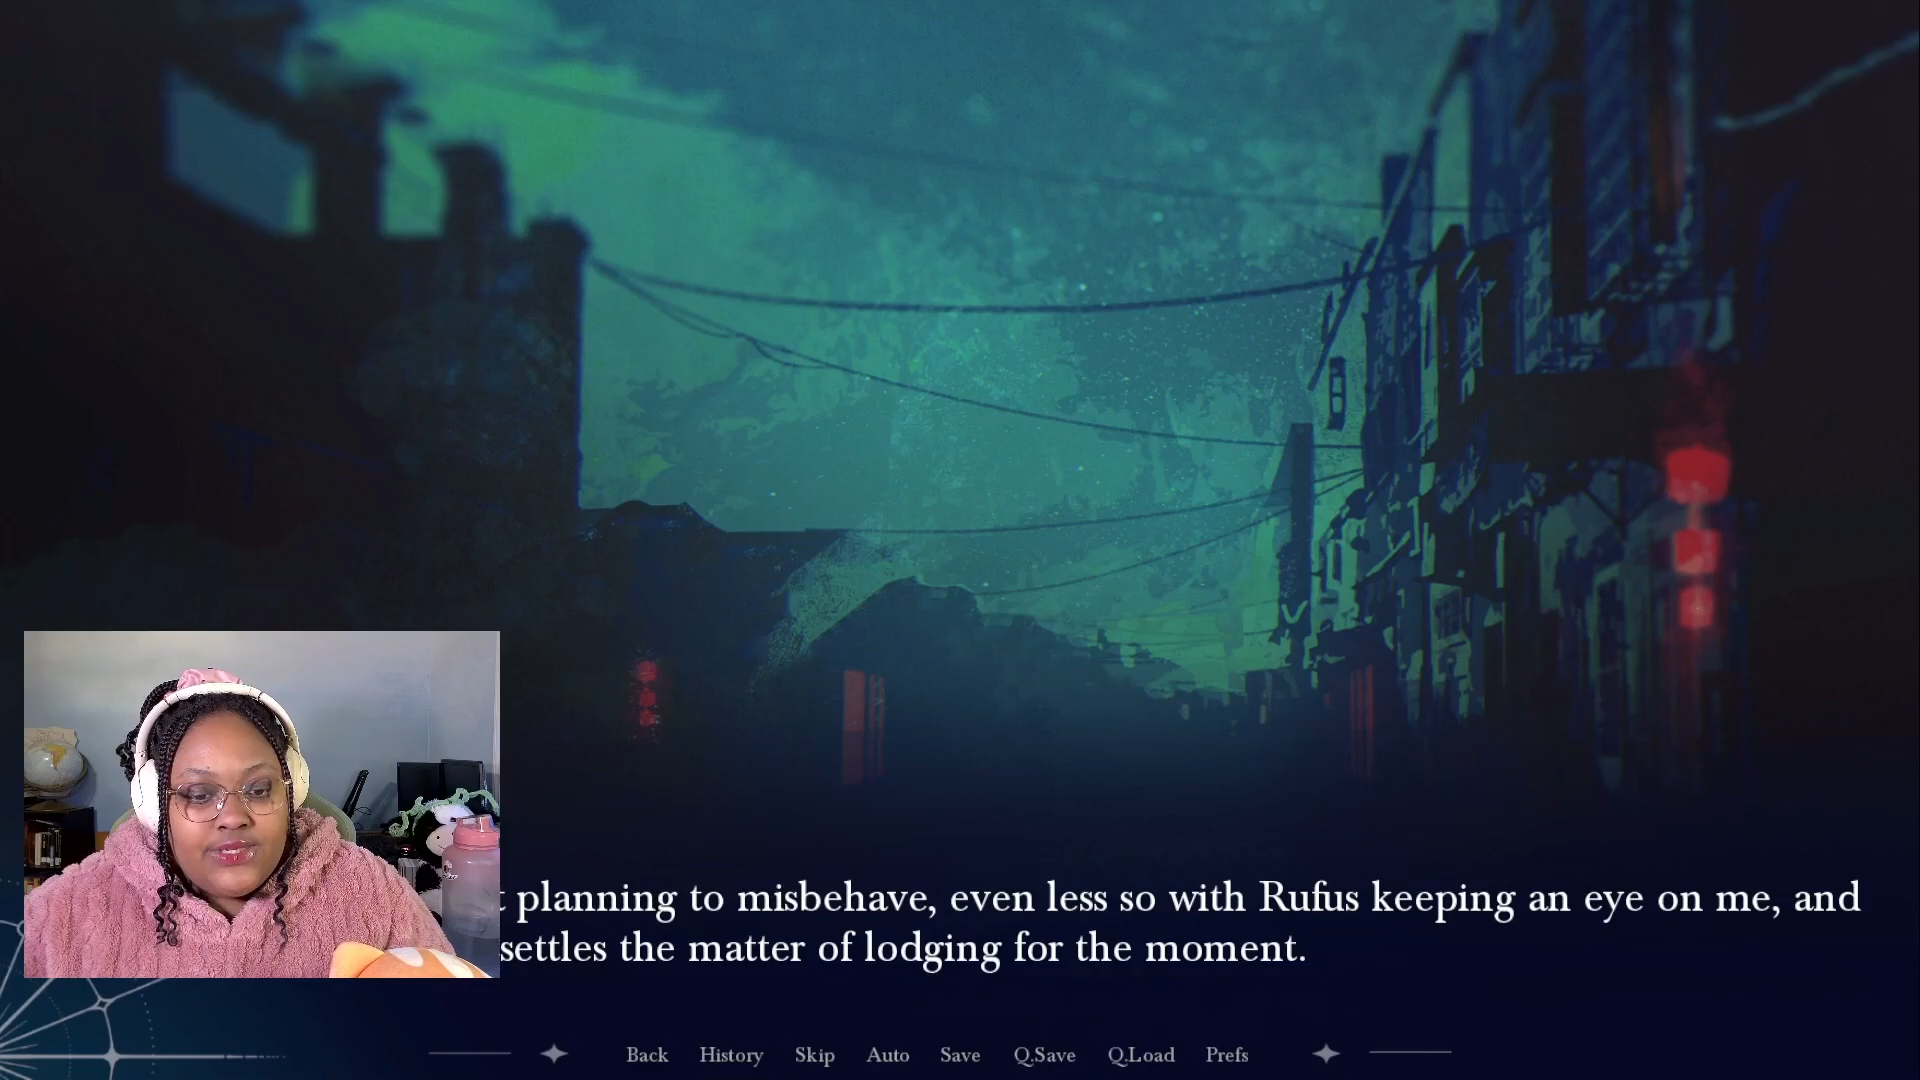 planning to misbehave, even less so with Rufus keeping an eye on me, and
settles the matter of lodging for the moment.
Back History Skip Auto Save Q.Save Q.Load Prefs